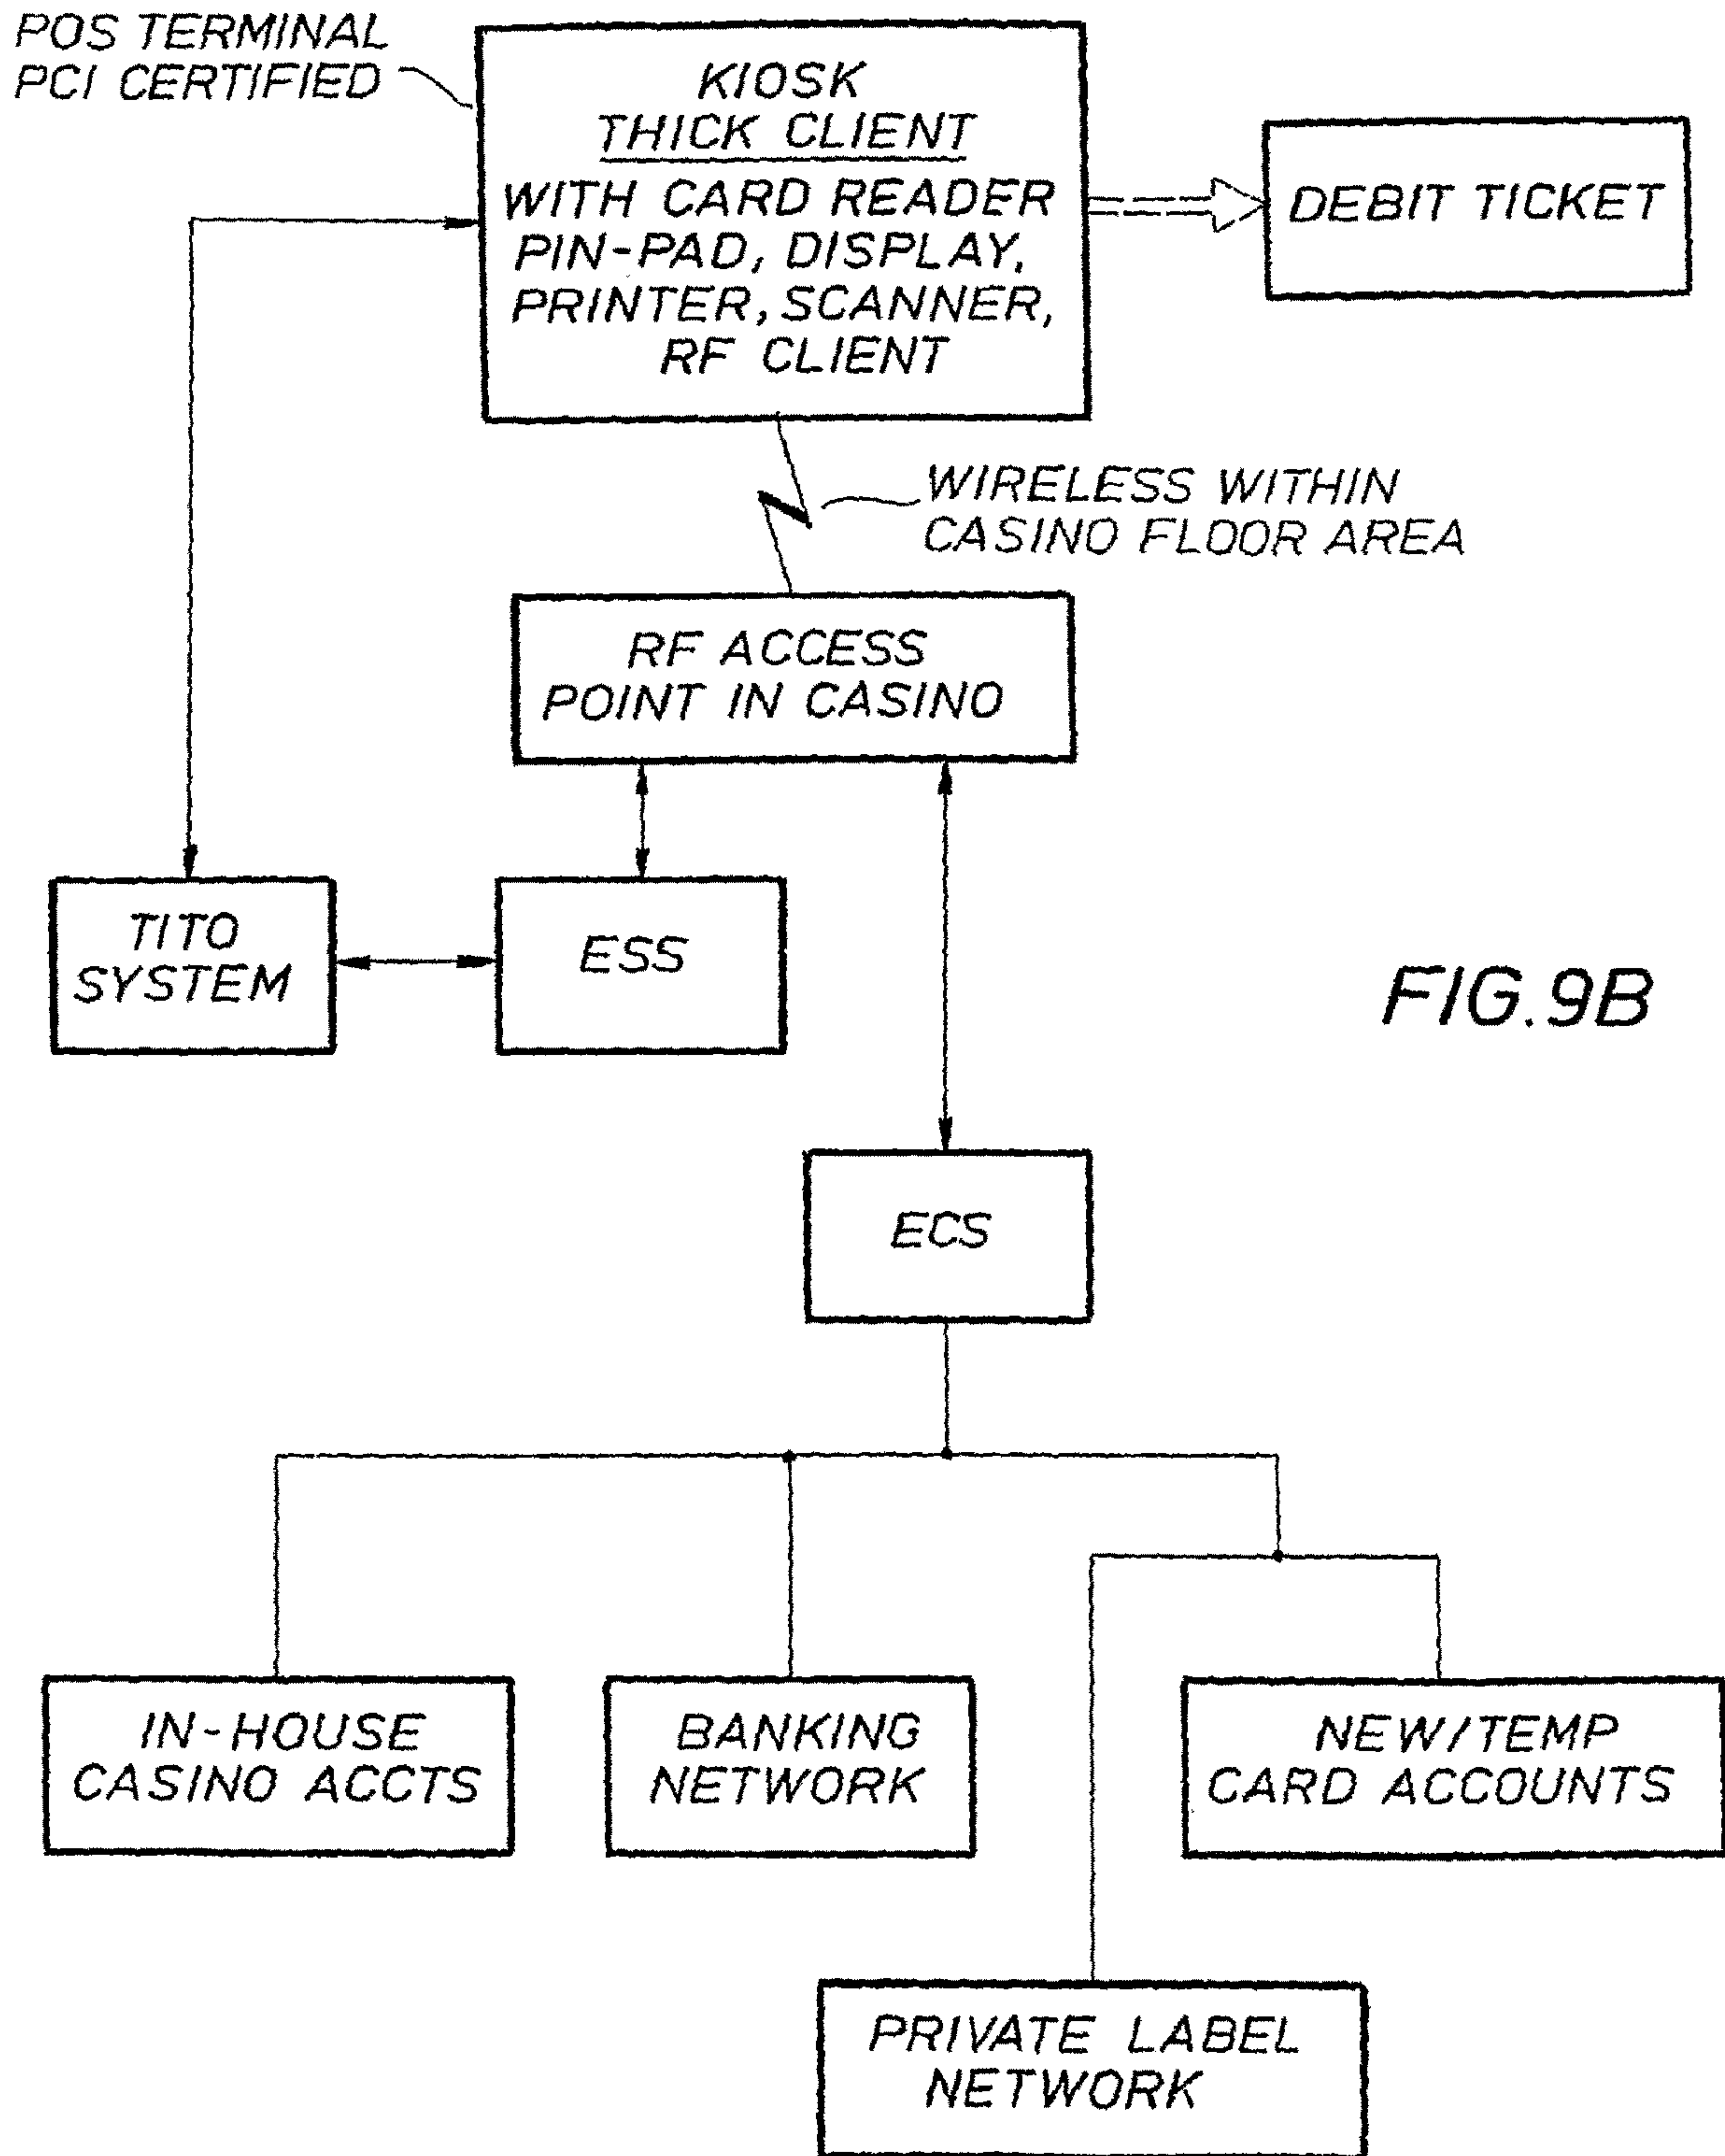 POS TERMINAL
PCI CERTIFIED
KIOSK
THICK CLIENT
WITH CARD READER
PIN-PAD, DISPLAY,
PRINTER, SCANNER,
RF CLIENT
DEBIT TICKET
WIRELESS WITHIN
CASINO FLOOR AREA
RF ACCESS
POINT IN CASINO
TITO
SYSTEM
ESS
FIG. 9B
ECS
IN-HOUSE
CASINO ACCTS
BANKING
NETWORK
NEW/TEMP
CARD ACCOUNTS
PRIVATE LABEL
NETWORK